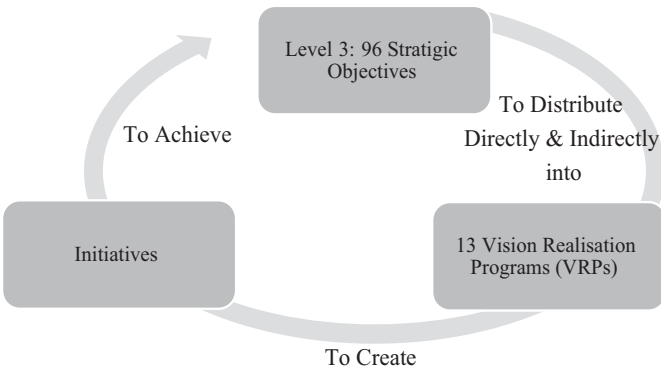 Level 3: 96 Stratigic
Objectives
To Distribute
Directly & Indirectly
into
13 Vision Realisation
Programs (VRPs)
To Create
Initiatives
To Achieve